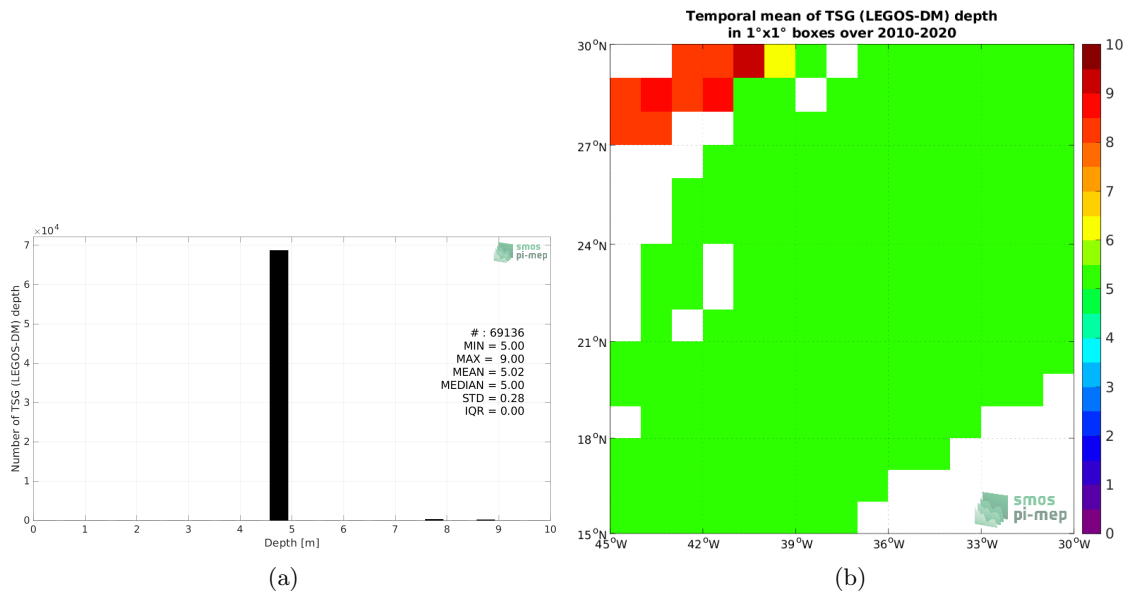 ×10⁴
7
6
5
4
3
2
1
0
Number of TSG (LEGOS-DM) depth
smos
pi-mep
# : 69136
MIN = 5.00
MAX = 9.00
MEAN = 5.02
MEDIAN = 5.00
STD = 0.28
IQR = 0.00
0 1 2 3 4 5 6 7 8 9 10
Depth [m]
(a)
Temporal mean of TSG (LEGOS-DM) depth
in 1°x1° boxes over 2010-2020
30°N
27°N
24°N
21°N
18°N
15°N
45°W 42°W 39°W 36°W 33°W 30°W
smos
pi-mep
10
9
8
7
6
5
4
3
2
1
0
(b)